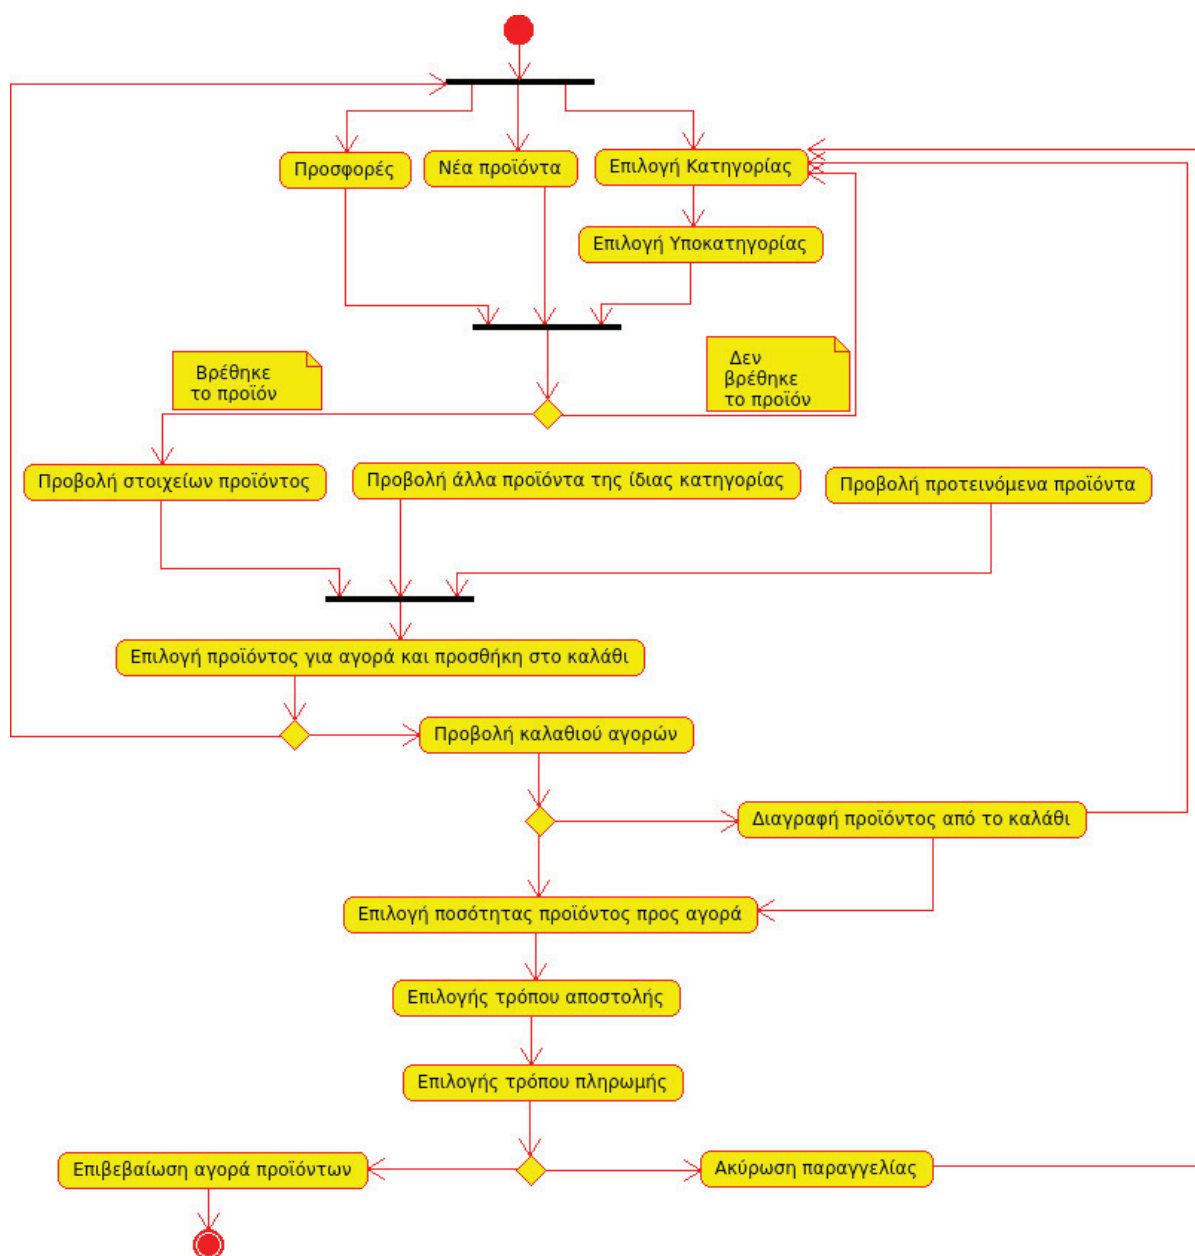 Προσφορές
Νέα προϊόντα
Επιλογή Κατηγορίας
Επιλογή Υποκατηγορίας
Βρέθηκε
το προϊόν
Δεν
βρέθηκε
το προϊόν
Προβολή στοιχείων προϊόντος
Προβολή άλλα προϊόντα της ίδιας κατηγορίας
Προβολή προτεινόμενα προϊόντα
Επιλογή προϊόντος για αγορά και προσθήκη στο καλάθι
Προβολή καλαθιού αγορών
Διαγραφή προϊόντος από το καλάθι
Επιλογή ποσότητας προϊόντος προς αγορά
Επιλογής τρόπου αποστολής
Επιλογής τρόπου πληρωμής
Επιβεβαίωση αγορά προϊόντων
Ακύρωση παραγγελίας